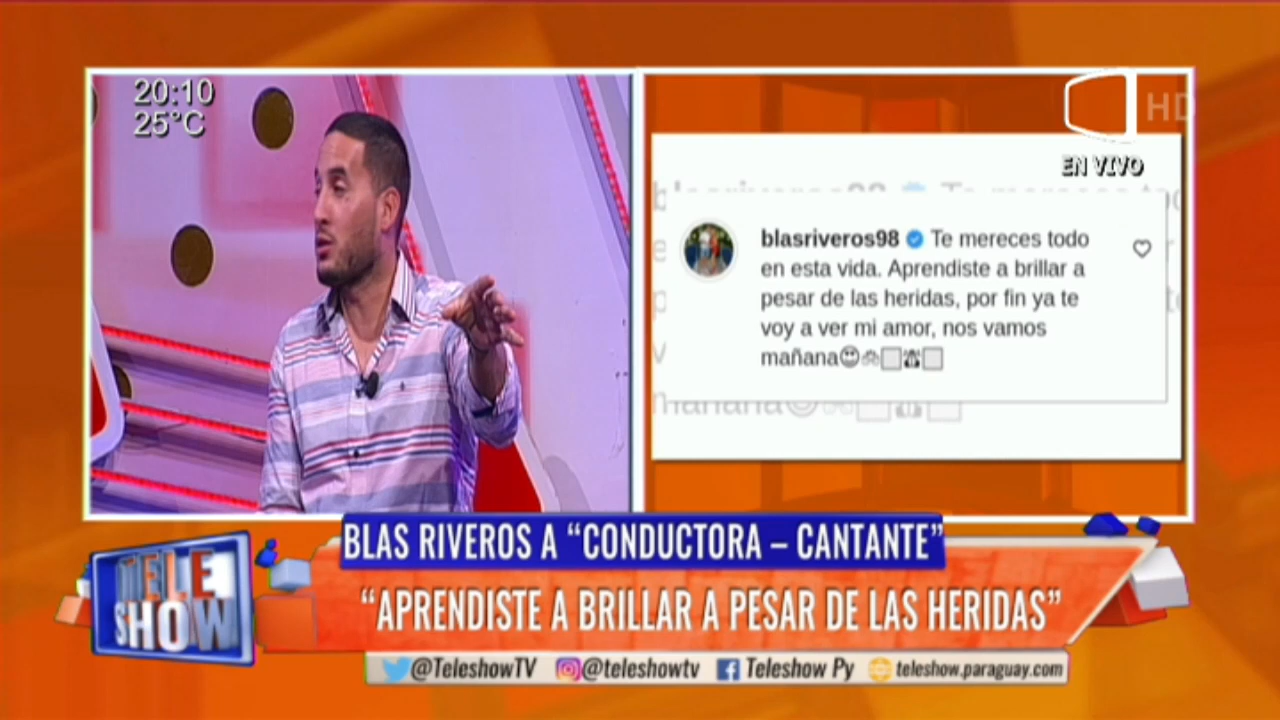 20:10
25°C
HD
EN VIVO
blasriveros98 Te mereces todo
en esta vida. Aprendiste a brillar a
pesar de las heridas, por fin ya te
voy a ver mi amor, nos vamos
mañana
mañana
TELE
SHOW
BLAS RIVEROS A “CONDUCTORA – CANTANTE”
“APRENDISTE A BRILLAR A PESAR DE LAS HERIDAS”
@TeleshowTV @teleshowtv Teleshow Py teleshow.paraguay.com